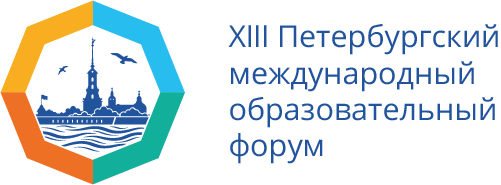 XIII Петербургский
международный
образовательный
форум